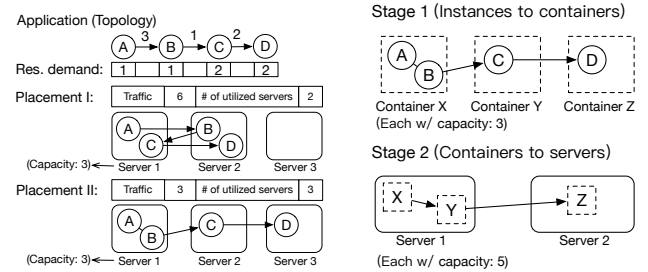 Application (Topology)
3 1 2
A B C D
Res. demand: 1 1 2 2
Placement I: Traffic 6 # of utilized servers 2
A B
C D
(Capacity: 3) Server 1 Server 2 Server 3
Placement II: Traffic 3 # of utilized servers 3
A C D
B
(Capacity: 3) Server 1 Server 2 Server 3
Stage 1 (Instances to containers)
A C D
B
Container X Container Y Container Z
(Each w/ capacity: 3)
Stage 2 (Containers to servers)
X Y Z
Server 1 Server 2
(Each w/ capacity: 5)